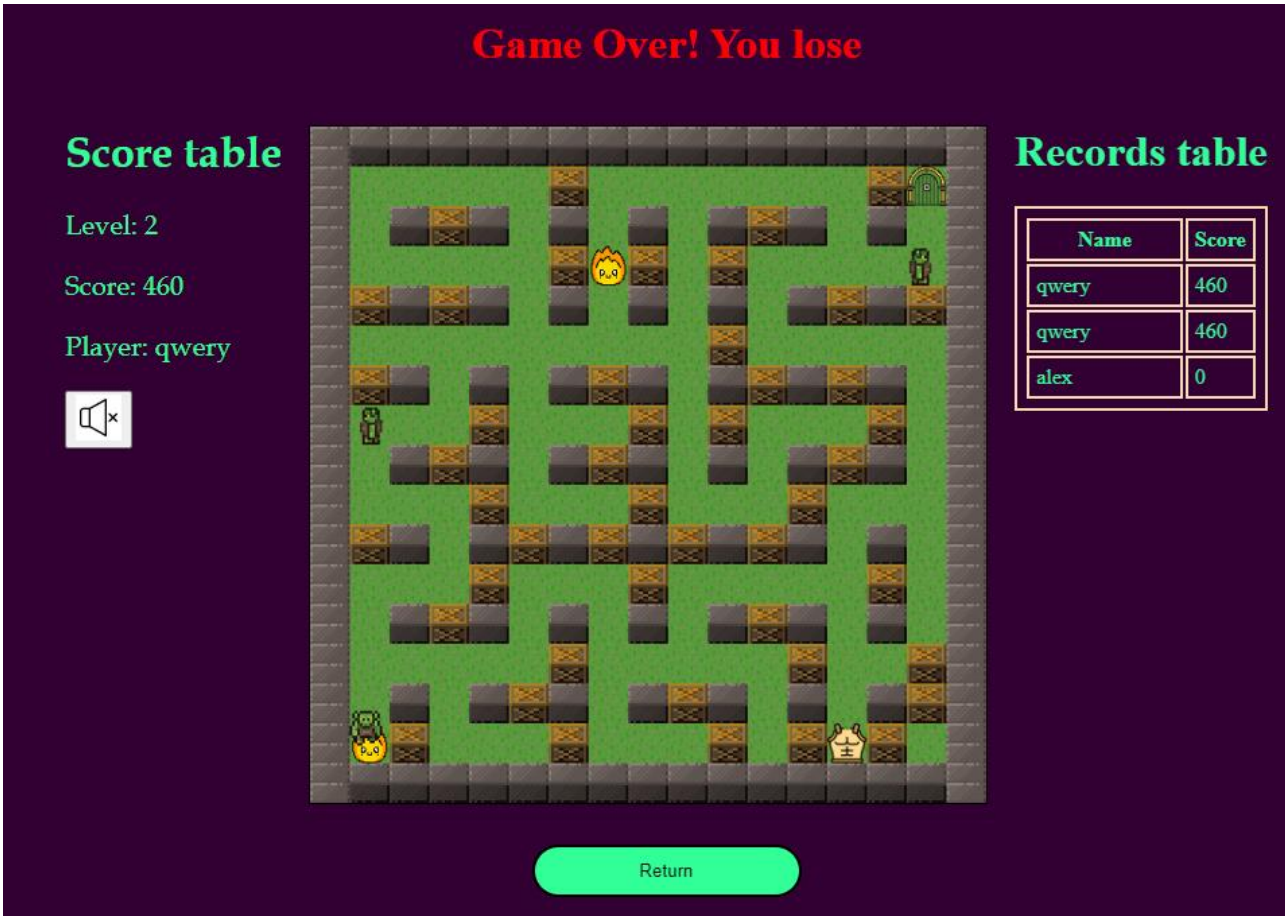 Game Over! You lose
Score table
Level: 2
Score: 460
Player: qwery
Records table
Name Score
qwery 460
qwery 460
alex 0
Return